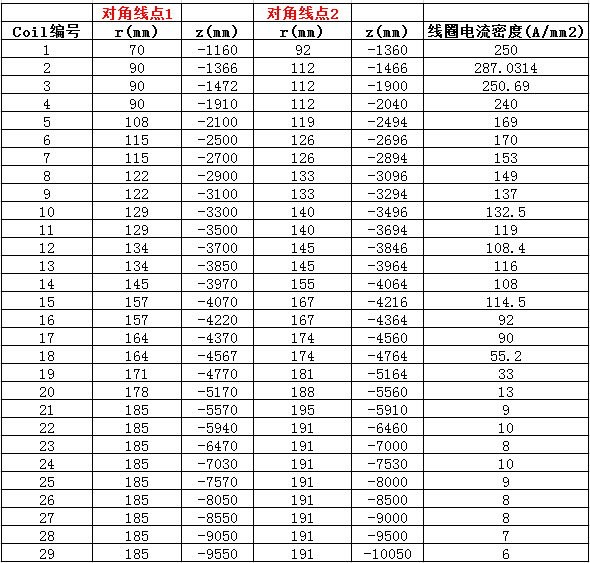 对角线点1 对角线点2
Coil编号 r(mm) z(mm) r(mm) z(mm) 线圈电流密度(A/mm2)
1 70 -1160 92 -1360 250
2 90 -1366 112 -1466 287.0314
3 90 -1472 112 -1900 250.69
4 90 -1910 112 -2040 240
5 108 -2100 119 -2494 169
6 115 -2500 126 -2696 170
7 115 -2700 126 -2894 153
8 122 -2900 133 -3096 149
9 122 -3100 133 -3294 137
10 129 -3300 140 -3496 132.5
11 129 -3500 140 -3694 119
12 134 -3700 145 -3846 108.4
13 134 -3850 145 -3964 116
14 145 -3970 155 -4064 108
15 157 -4070 167 -4216 114.5
16 157 -4220 167 -4364 92
17 164 -4370 174 -4560 90
18 164 -4567 174 -4764 55.2
19 171 -4770 181 -5164 33
20 178 -5170 188 -5560 13
21 185 -5570 195 -5910 9
22 185 -5940 191 -6460 10
23 185 -6470 191 -7000 8
24 185 -7030 191 -7530 10
25 185 -7570 191 -8000 9
26 185 -8050 191 -8500 8
27 185 -8550 191 -9000 8
28 185 -9050 191 -9500 7
29 185 -9550 191 -10050 6